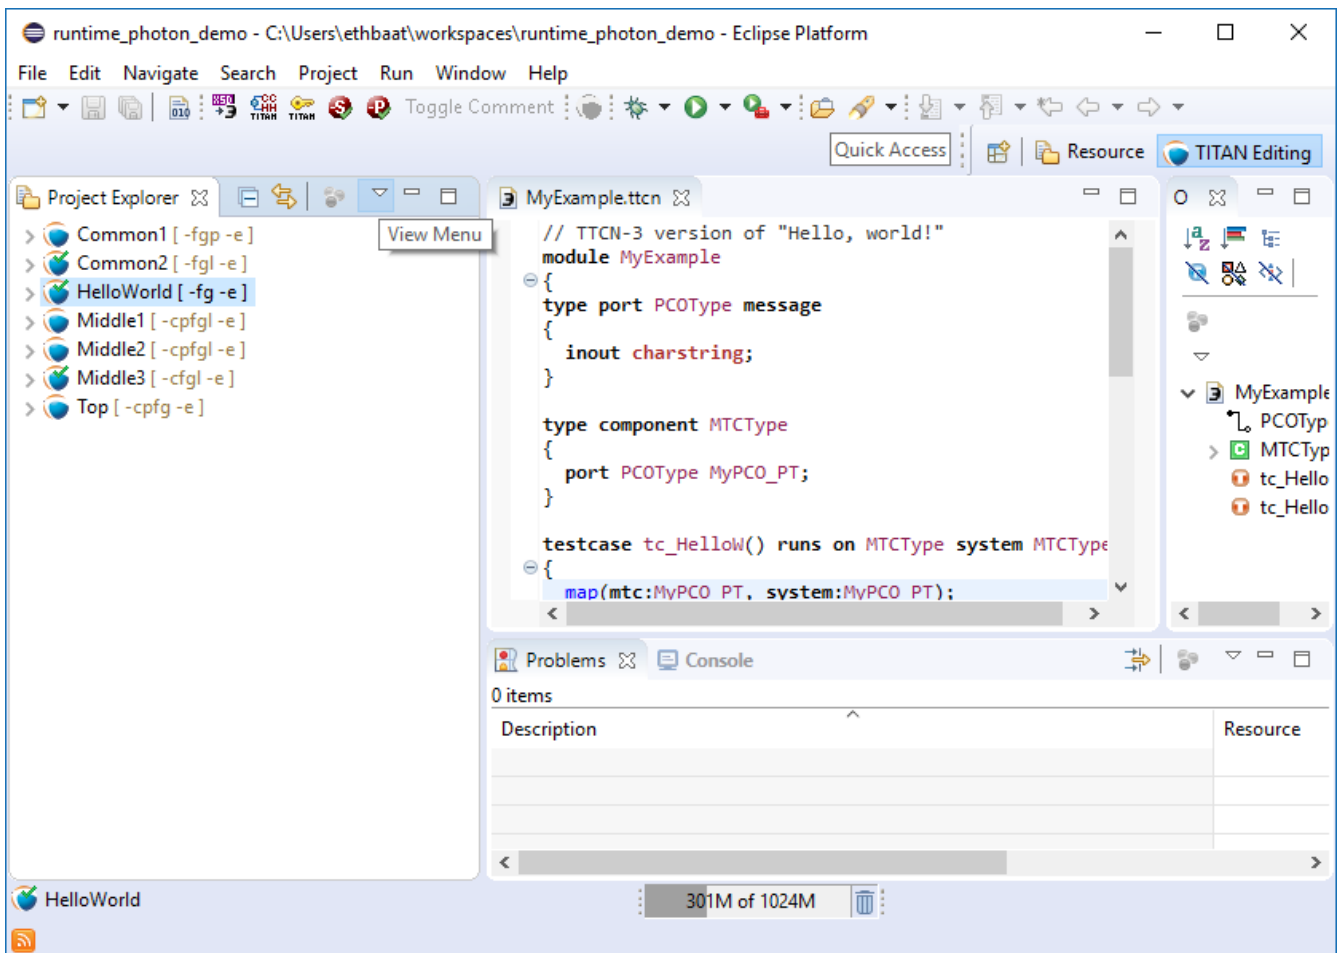 runtime_photon_demo - C:\Users\ethbaat\workspaces\runtime_photon_demo - Eclipse Platform
File Edit Navigate Search Project Run Window Help
Toggle Comment
Quick Access
Resource
TITAN Editing
Project Explorer
View Menu
Common1 [ -fgp -e ]
Common2 [ -fgl -e ]
HelloWorld [ -fg -e ]
Middle1 [ -cpfgl -e ]
Middle2 [ -cpfgl -e ]
Middle3 [ -cfgl -e ]
Top [ -cpfg -e ]
MyExample.ttcn
// TTCN-3 version of "Hello, world!"
module MyExample
{
type port PCOType message
{
inout charstring;
}
type component MTCType
{
port PCOType MyPCO_PT;
}
testcase tc_HelloW() runs on MTCType system MTCType
{
map(mtc:MyPCO_PT, system:MyPCO_PT);
O
MyExample
PCOTyp
MTCTyp
tc_Hello
tc_Hello
Problems
Console
0 items
Description
Resource
HelloWorld
301M of 1024M